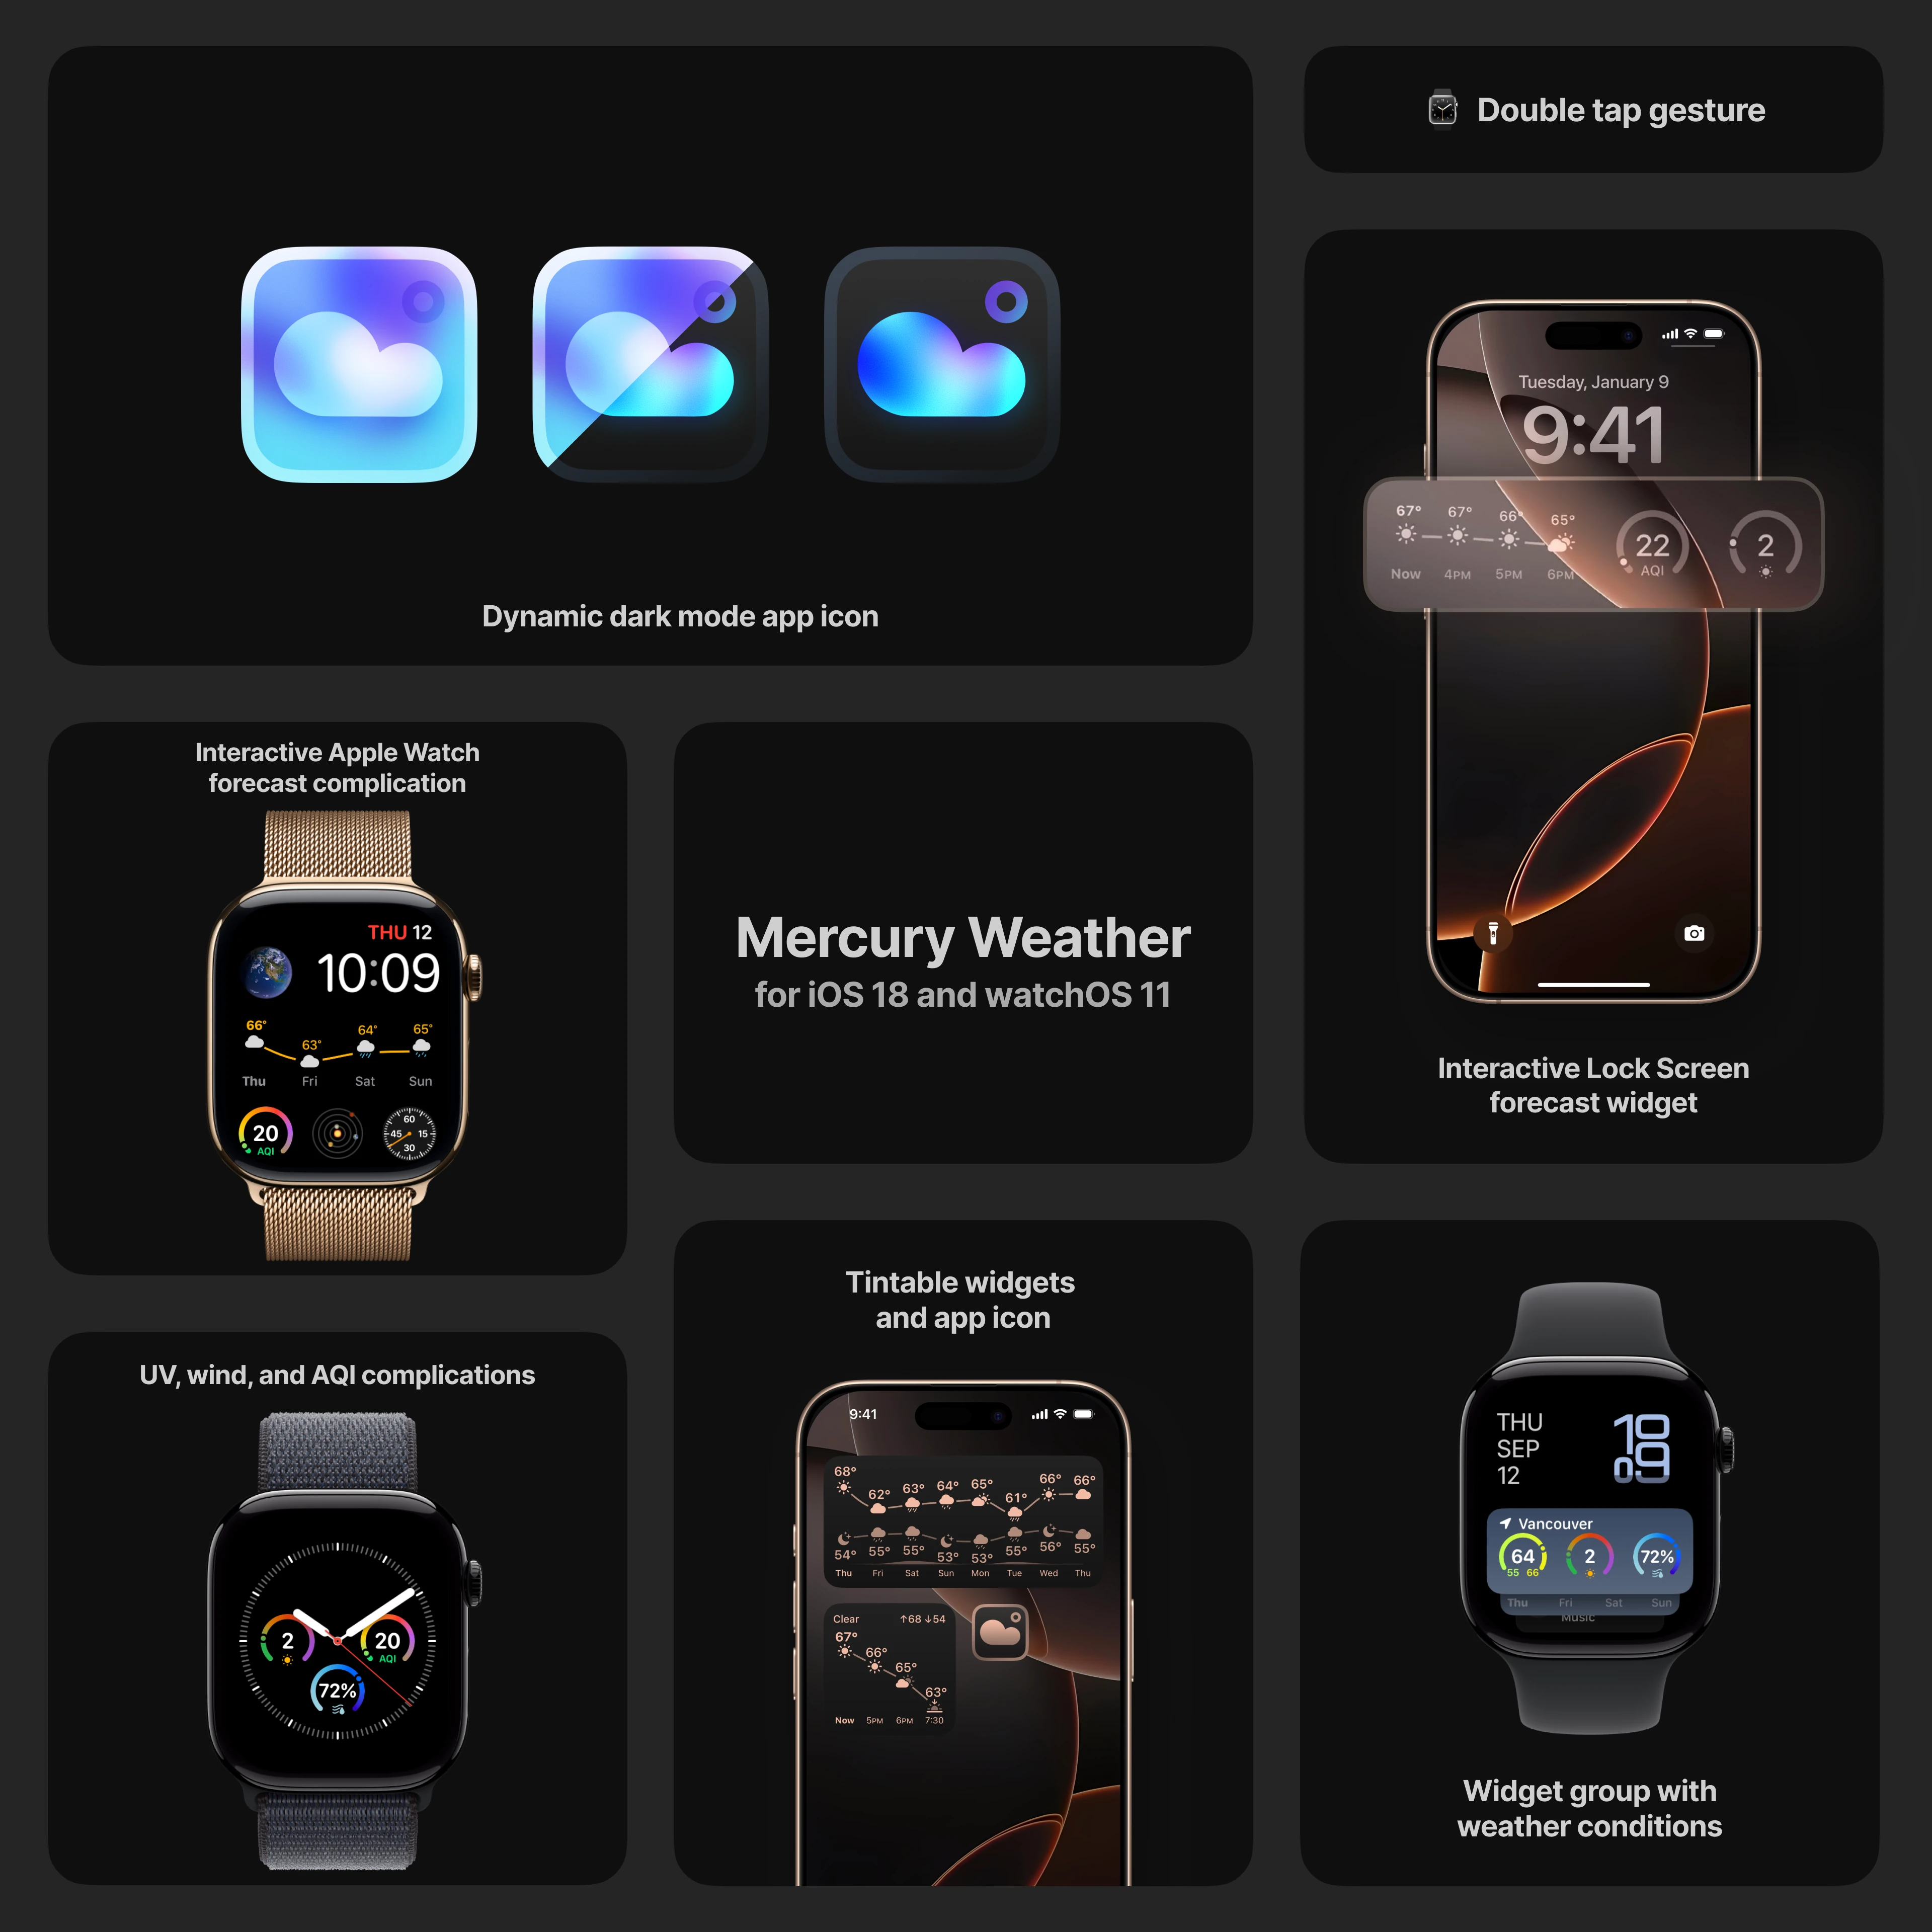 Double tap gesture
Dynamic dark mode app icon
Tuesday, January 9
9:41
67° 67° 66° 65°
22
AQI
2
Now 4PM 5PM 6PM
Interactive Lock Screen
forecast widget
Interactive Apple Watch
forecast complication
THU 12
10:09
66° 63° 64° 65°
Thu Fri Sat Sun
20
AQI
60
45 15
30
Mercury Weather
for iOS 18 and watchOS 11
UV, wind, and AQI complications
2
20
AQI
72%
Tintable widgets
and app icon
9:41
68° 62° 63° 64° 65° 61° 66° 66°
54° 55° 55° 53° 53° 55° 56° 55°
Thu Fri Sat Sun Mon Tue Wed Thu
Clear ↑68 ↓54
67°
66°
65°
63°
Now 5PM 6PM 7:30
THU
SEP
12
10
09
Vancouver
64 2 72%
55 66
Thu Fri Sat Sun
Music
Widget group with
weather conditions